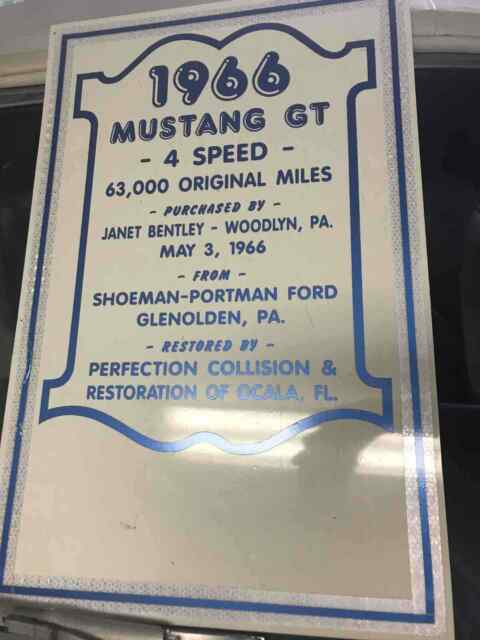 1966
MUSTANG GT
- 4 SPEED -
63,000 ORIGINAL MILES
- PURCHASED BY -
JANET BENTLEY - WOODLYN, PA.
MAY 3, 1966
- FROM -
SHOEMAN-PORTMAN FORD
GLENOLDEN, PA.
- RESTORED BY -
PERFECTION COLLISION &
RESTORATION OF OCALA, FL.